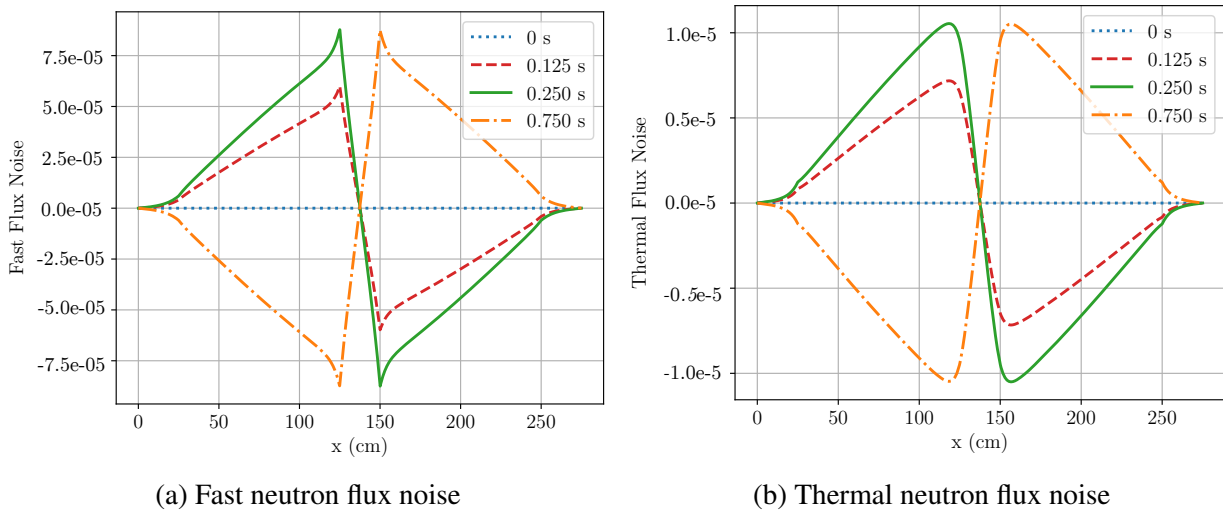 Fast Flux Noise
7.5e-05
5.0e-05
2.5e-05
0.0e-05
-2.5e-05
-5.0e-05
-7.5e-05
0 50 100 150 200 250
x (cm)
0 s
0.125 s
0.250 s
0.750 s
(a) Fast neutron flux noise
Thermal Flux Noise
1.0e-5
0.5e-5
0.0e-5
-0.5e-5
-1.0e-5
0 50 100 150 200 250
x (cm)
0 s
0.125 s
0.250 s
0.750 s
(b) Thermal neutron flux noise